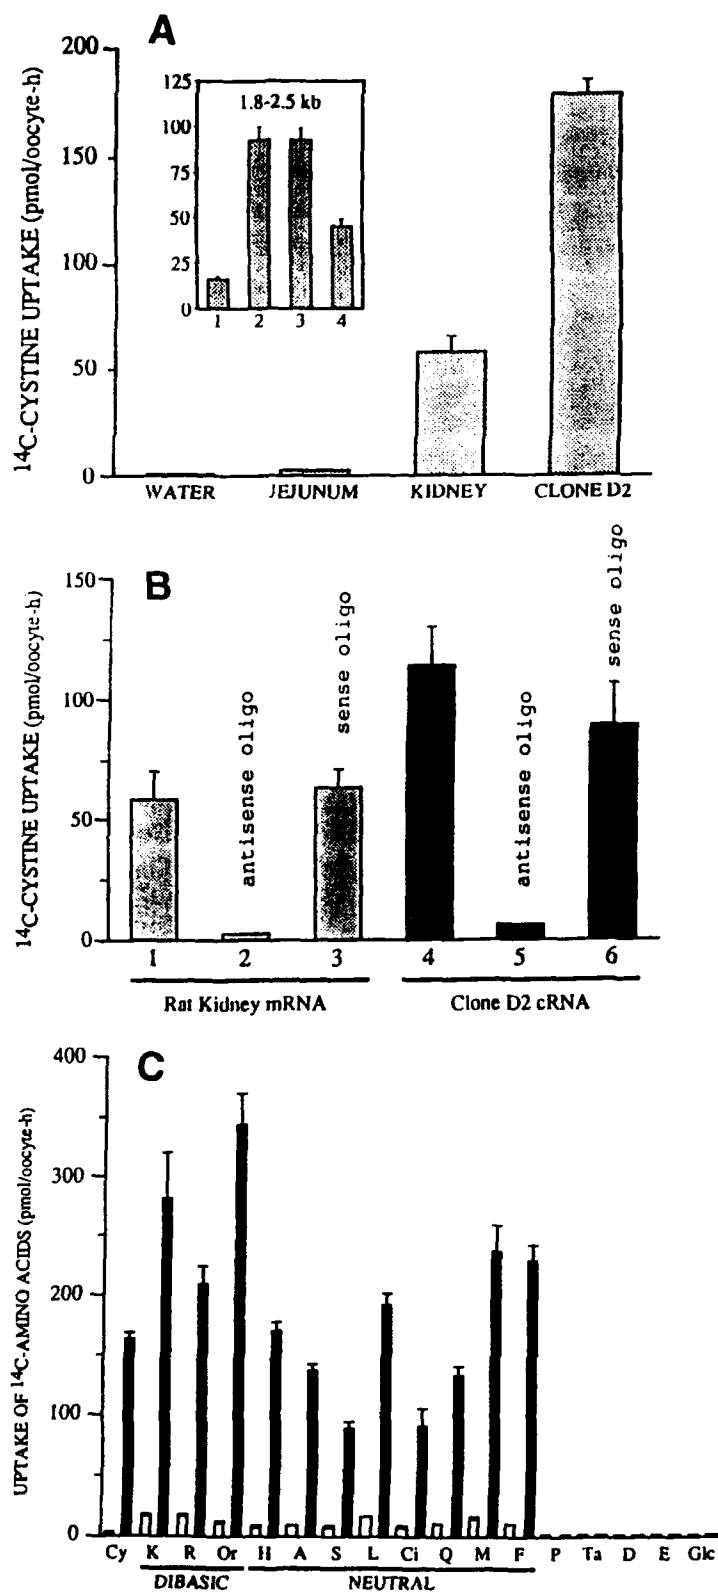 A
200
150
100
50
0
¹⁴C-CYSTINE UPTAKE (pmol/oocyte-h)
125
100
75
50
25
0
1.8-2.5 kb
1 2 3 4
WATER JEJUNUM KIDNEY CLONE D2
B
150
100
50
0
¹⁴C-CYSTINE UPTAKE (pmol/oocyte-h)
antisense oligo
sense oligo
antisense oligo
sense oligo
1 2 3 4 5 6
Rat Kidney mRNA Clone D2 cRNA
C
400
300
200
100
0
UPTAKE OF ¹⁴C-AMINO ACIDS (pmol/oocyte-h)
Cy K R Or H A S L Ci Q M F P Ta D E Glc
DIBASIC NEUTRAL